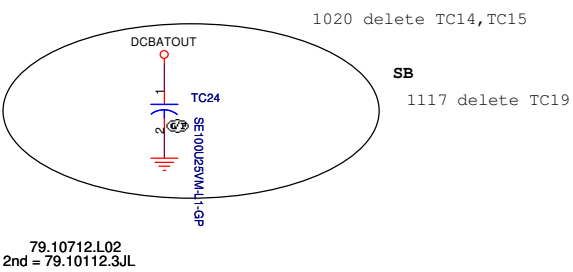 1020 delete TC14,TC15
DCBATOUT
SB
1
TC24
1117 delete TC19
2
SE100U25VM-L1-GP
79.10712.L02
2nd = 79.10112.3JL